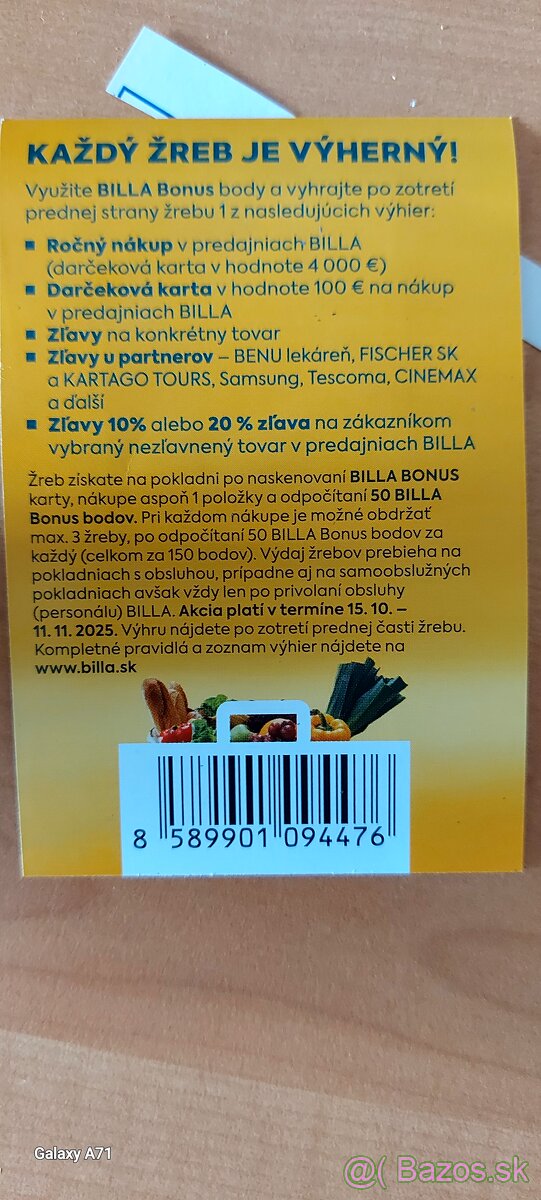 KAŽDÝ ŽREB JE VÝHERNÝ!
Využite BILLA Bonus body a vyhrajte po zotretí
prednej strany žrebu 1 z nasledujúcich výhier:
▪ Ročný nákup v predajniach BILLA
(darčeková karta v hodnote 4 000 €)
▪ Darčeková karta v hodnote 100 € na nákup
v predajniach BILLA
▪ Zľavy na konkrétny tovar
▪ Zľavy u partnerov – BENU lekáreň, FISCHER SK
a KARTAGO TOURS, Samsung, Tescoma, CINEMAX
a ďalší
▪ Zľavy 10% alebo 20 % zľava na zákazníkom
vybraný nezľavnený tovar v predajniach BILLA
Žreb získate na pokladni po naskenovaní BILLA BONUS
karty, nákupe aspoň 1 položky a odpočítaní 50 BILLA
Bonus bodov. Pri každom nákupe je možné obdržať
max. 3 žreby, po odpočítaní 50 BILLA Bonus bodov za
každý (celkom za 150 bodov). Výdaj žrebov prebieha na
pokladniach s obsluhou, prípadne aj na samoobslužných
pokladniach avšak vždy len po privolaní obsluhy
(personálu) BILLA. Akcia platí v termíne 15. 10. –
11. 11. 2025. Výhru nájdete po zotretí prednej časti žrebu.
Kompletné pravidlá a zoznam výhier nájdete na
www.billa.sk
8 589901 094476
Galaxy A71
@( Bazos.sk